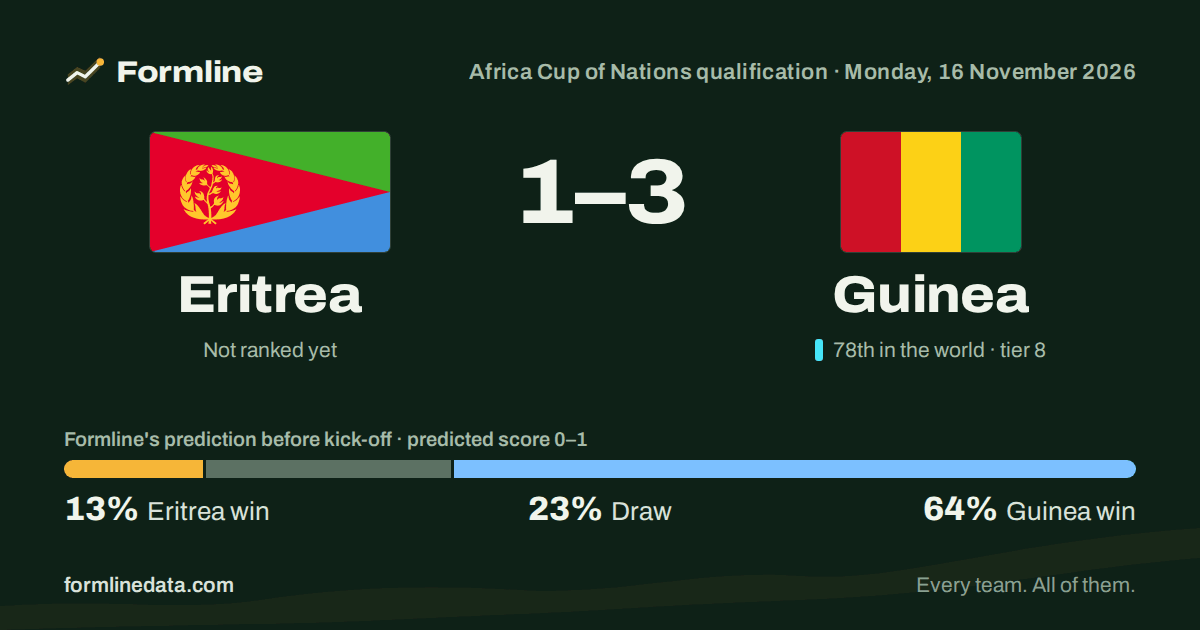 Formline
Africa Cup of Nations qualification · Monday, 16 November 2026
1–3
Eritrea
Guinea
Not ranked yet
78th in the world · tier 8
Formline's prediction before kick-off · predicted score 0–1
13% Eritrea win
23% Draw
64% Guinea win
formlinedata.com
Every team. All of them.